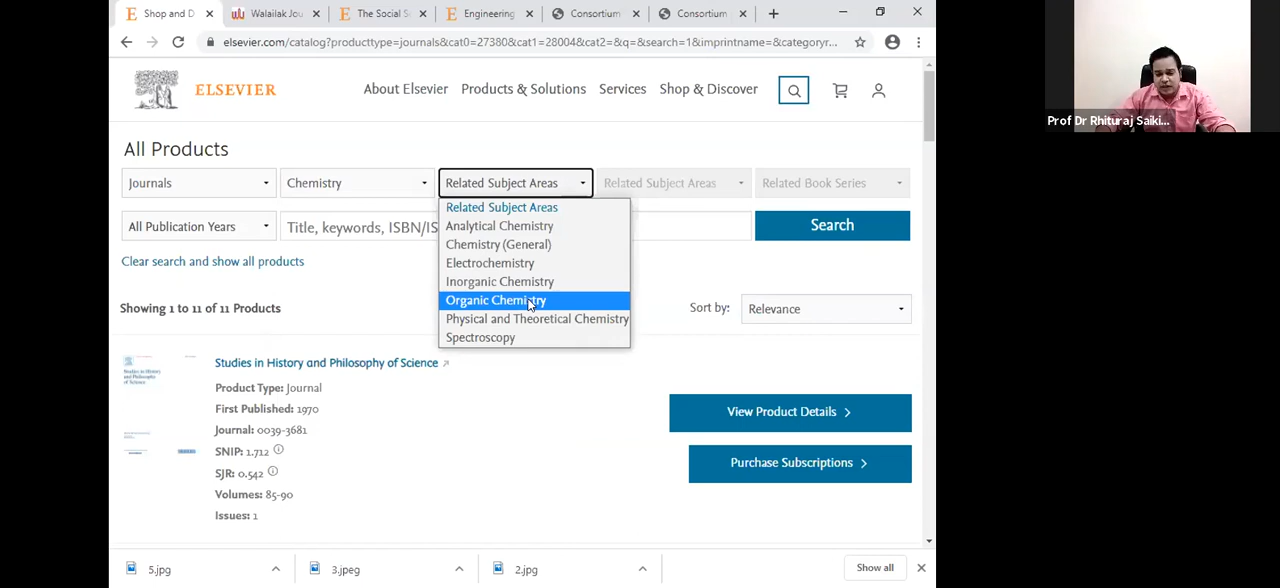 Shop and D
Walailak Jou
The Social S
Engineering
Consortium
Consortium
elsevier.com/catalog?producttype=journals&cat0=27380&cat1=28004&cat2=&q=&search=1&imprintname=&categoryr...
ELSEVIER
About Elsevier
Products & Solutions
Services
Shop & Discover
Prof Dr Rhituraj Saiki...
All Products
Journals
Chemistry
Related Subject Areas
Related Subject Areas
Related Book Series
Related Subject Areas
Analytical Chemistry
Chemistry (General)
Electrochemistry
Inorganic Chemistry
Organic Chemistry
Physical and Theoretical Chemistry
Spectroscopy
All Publication Years
Title, keywords, ISBN/IS
Search
Clear search and show all products
Showing 1 to 11 of 11 Products
Sort by:
Relevance
Studies in History and Philosophy of Science
Product Type: Journal
First Published: 1970
Journal: 0039-3681
SNIP: 1.712
SJR: 0.542
Volumes: 85-90
Issues: 1
View Product Details
Purchase Subscriptions
5.jpg
3.jpeg
2.jpg
Show all